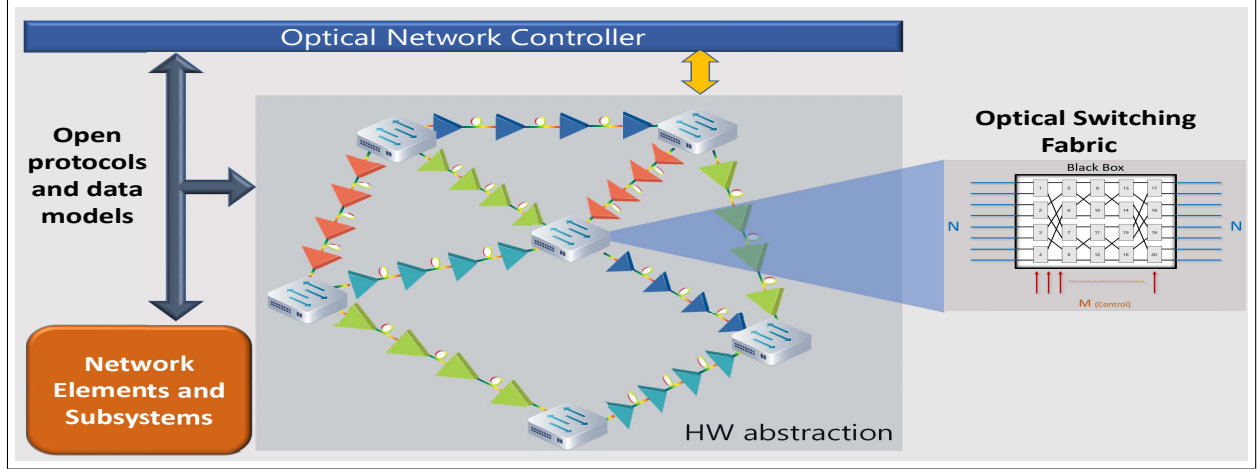 Optical Network Controller
Open
protocols
and data
models
Network
Elements and
Subsystems
HW abstraction
Optical Switching
Fabric
Black Box
1 5 9 13 17
2 6 10 14 18
3 7 11 15 19
4 8 12 16 20
N
N
M (Control)